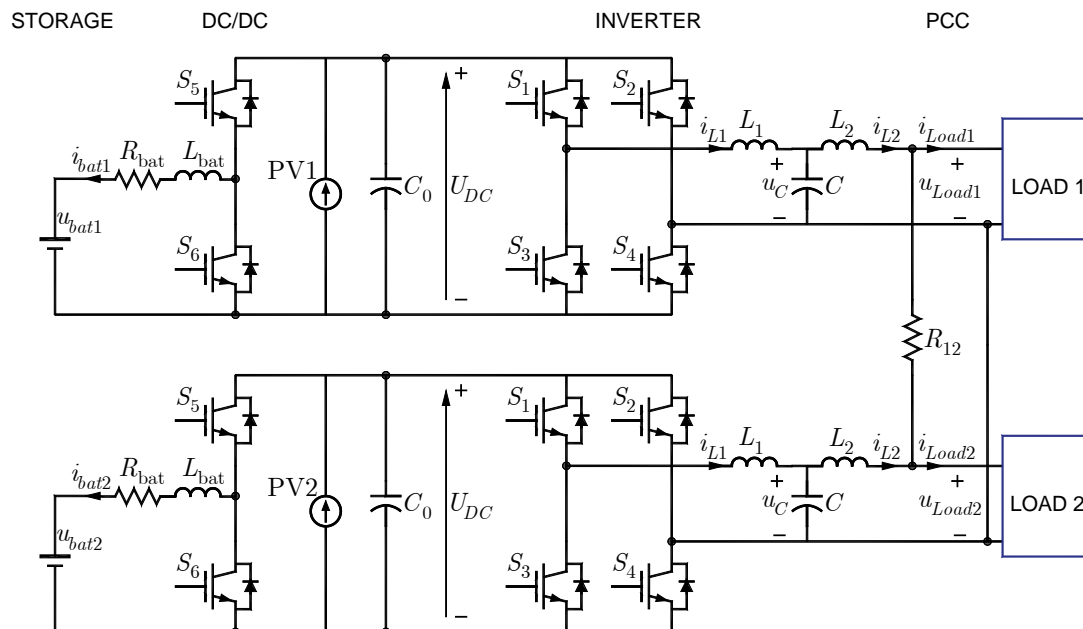 STORAGE DC/DC INVERTER PCC
S5 S1 S2
iL1 L1 L2 iL2 iLoad1
ibat1 Rbat Lbat
PV1 C0 UDC
+ uC − C
+ uLoad1 −
LOAD 1
ubat1
S6 S3 S4
+ −
R12
S5 S1 S2
iL1 L1 L2 iL2 iLoad2
ibat2 Rbat Lbat
PV2 C0 UDC
+ uC − C
+ uLoad2 −
LOAD 2
ubat2
S6 S3 S4
+ −